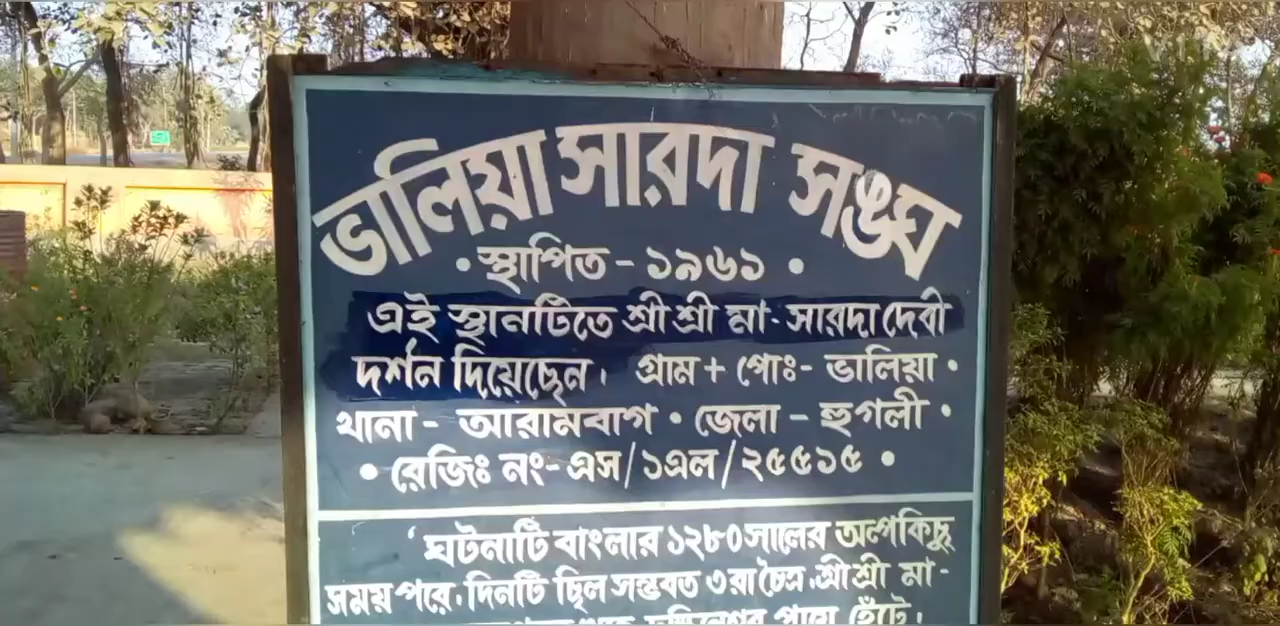 ভালিয়া সারদা সঙ্ঘ
• স্থাপিত - ১৯৬১ •
এই স্থানটিতে শ্রী শ্রী মা - সারদা দেবী
দর্শন দিয়েছেন। গ্রাম + পোঃ- ভালিয়া •
থানা - আরামবাগ • জেলা - হুগলী •
• রেজিঃ নং- এস/১এল/২৫৫১৫ •
‘ ঘটনাটি বাংলার ১২৮০ সালের অল্পকিছু
সময় পরে, দিনটি ছিল সম্ভবত ৩রা চৈত্র, শ্রীশ্রী মা -
পায়ে হেঁটে।